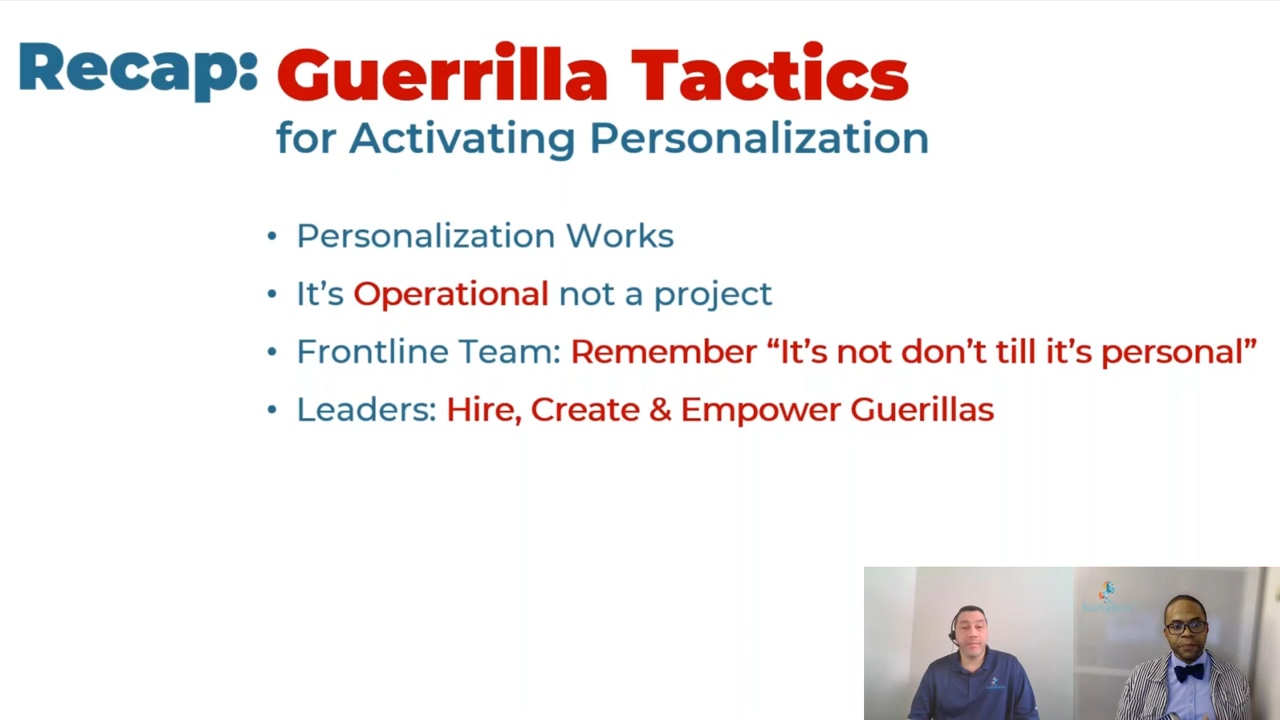 Recap: Guerrilla Tactics
for Activating Personalization
• Personalization Works
• It’s Operational not a project
• Frontline Team: Remember “It’s not don’t till it’s personal”
• Leaders: Hire, Create & Empower Guerillas